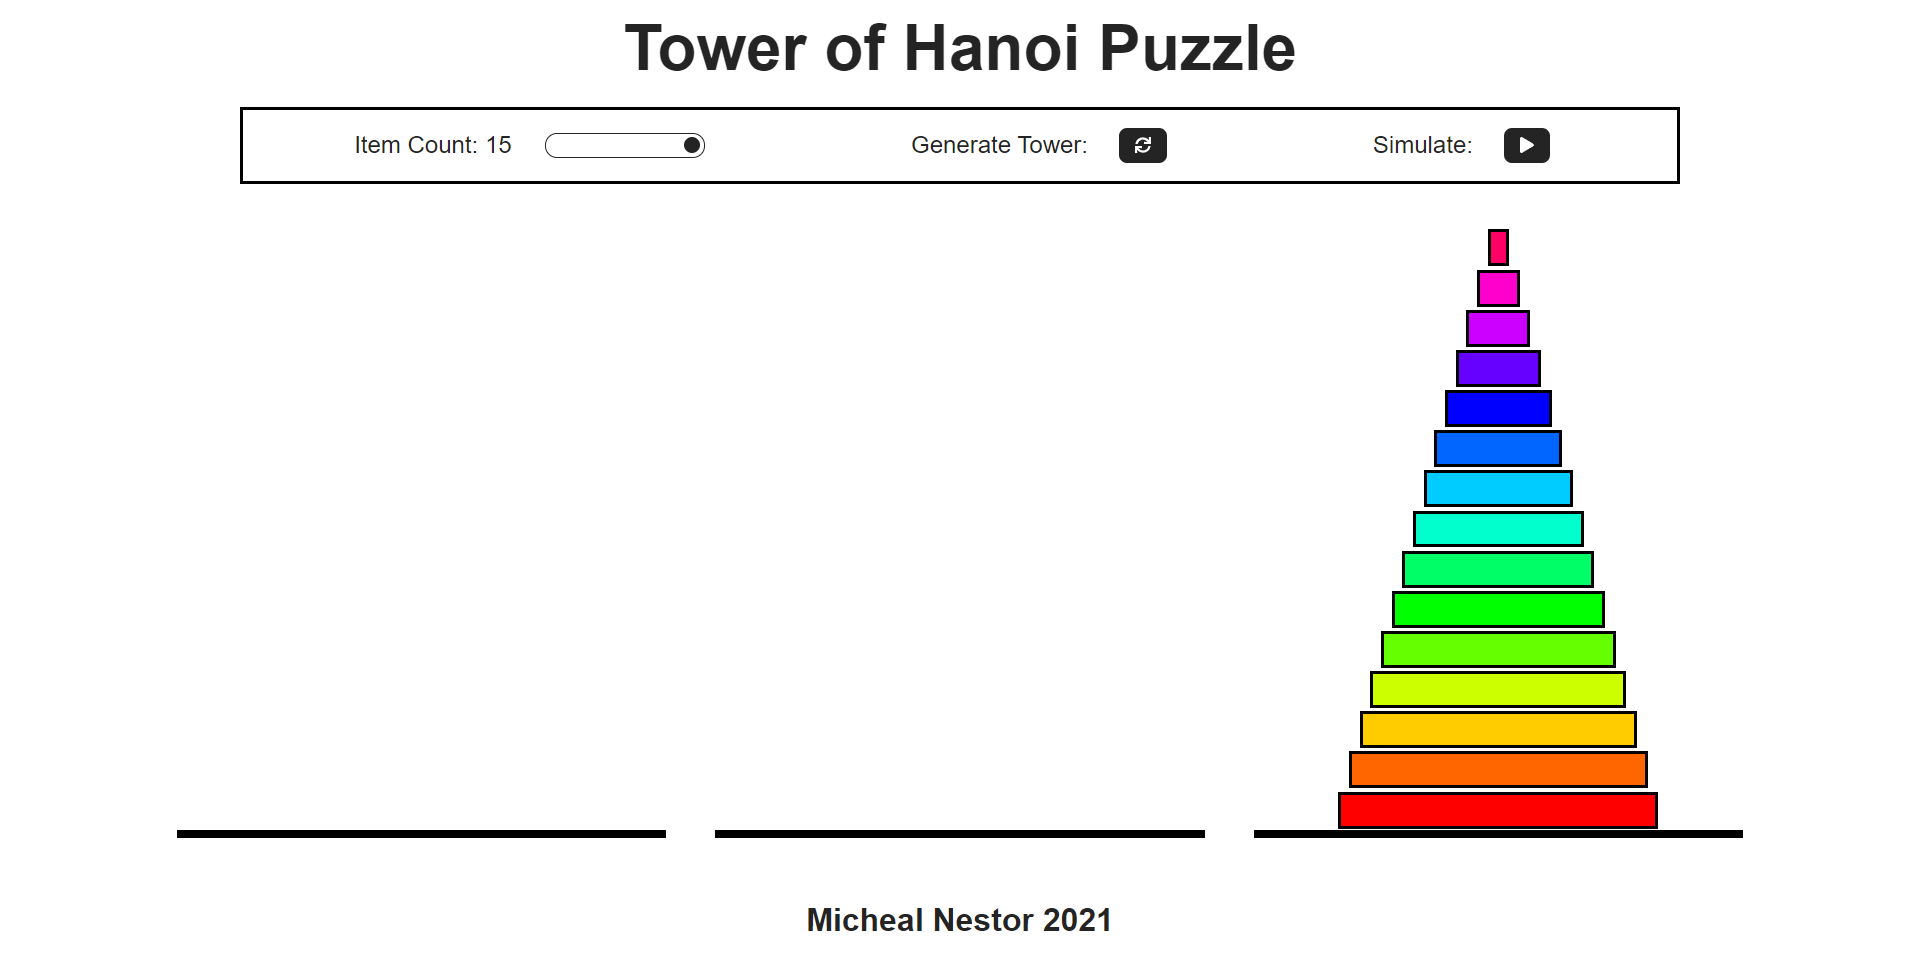 Tower of Hanoi Puzzle
Item Count: 15 Generate Tower: Simulate:
Micheal Nestor 2021